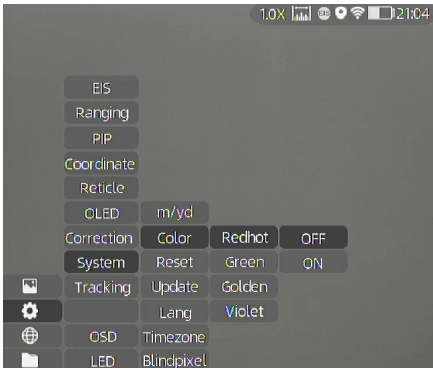 1.0X EIS 21:04
EIS
Ranging
PIP
Coordinate
Reticle
OLED m/yd
Correction Color Redhot OFF
System Reset Green ON
Tracking Update Golden
Lang Violet
OSD Timezone
LED Blindpixel